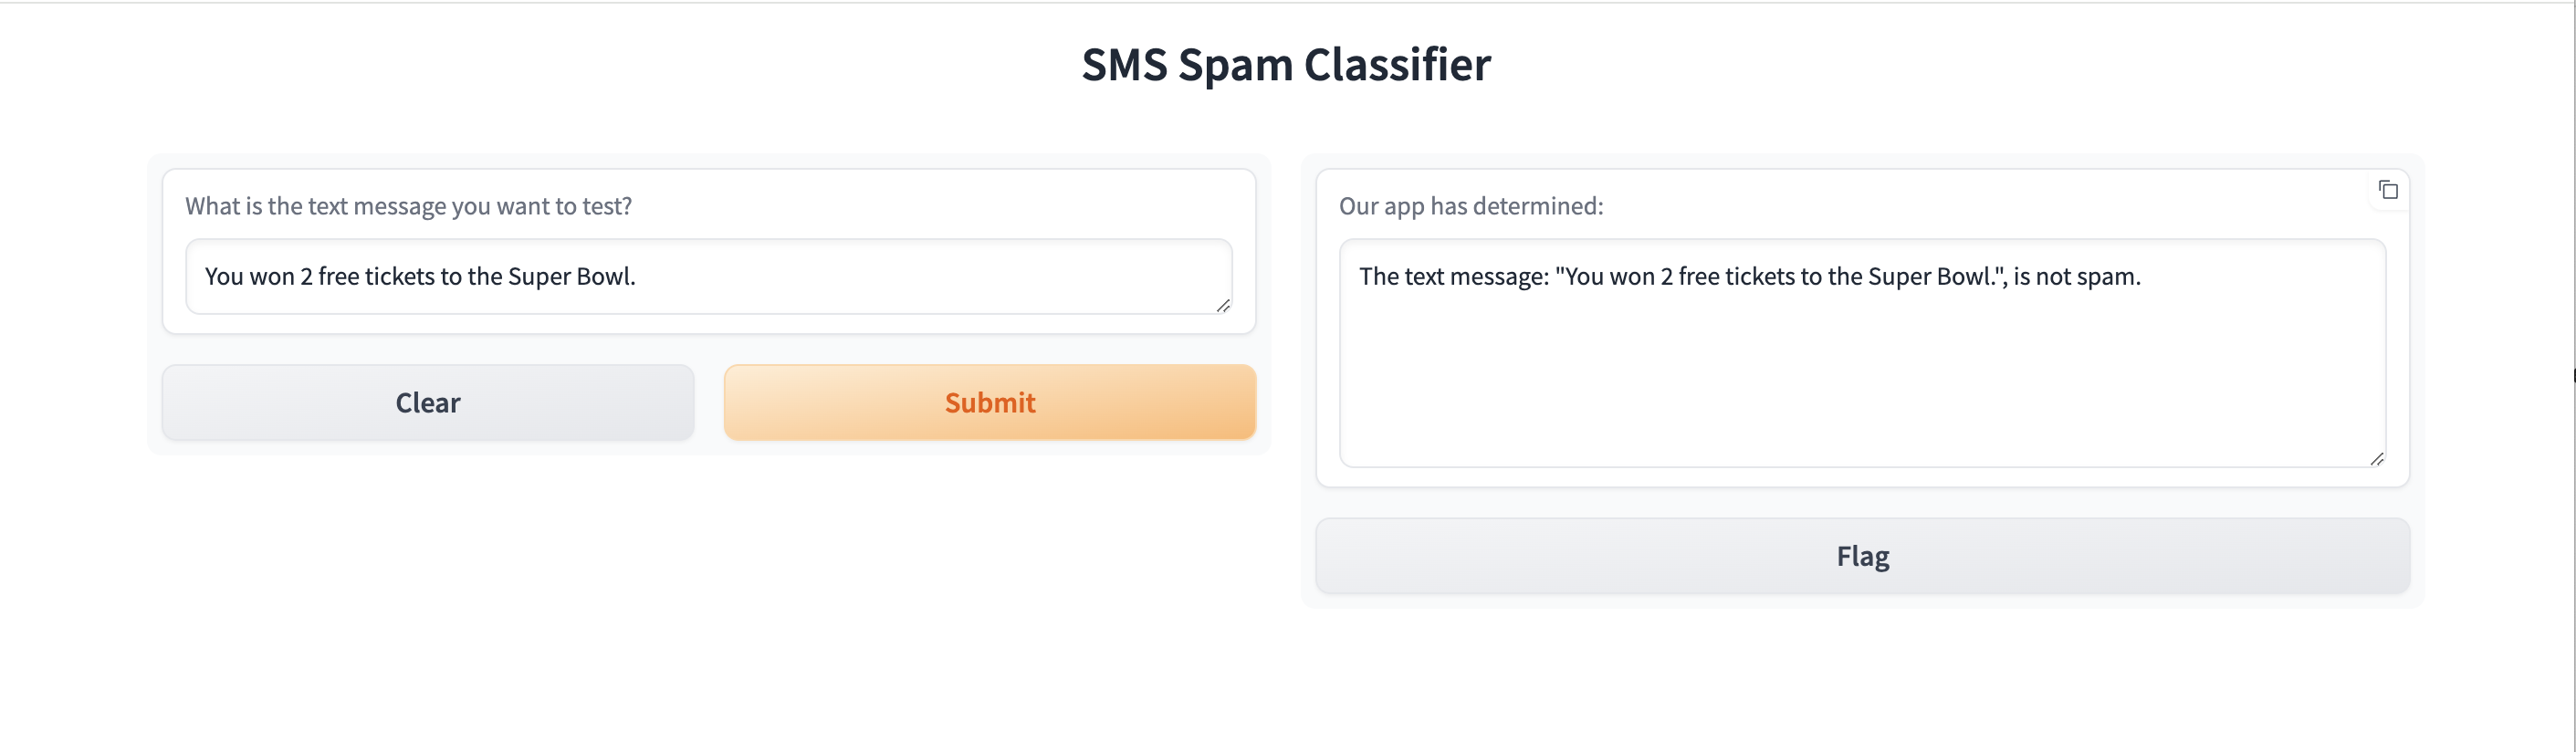 SMS Spam Classifier
What is the text message you want to test?
You won 2 free tickets to the Super Bowl.
Clear
Submit
Our app has determined:
The text message: "You won 2 free tickets to the Super Bowl.", is not spam.
Flag